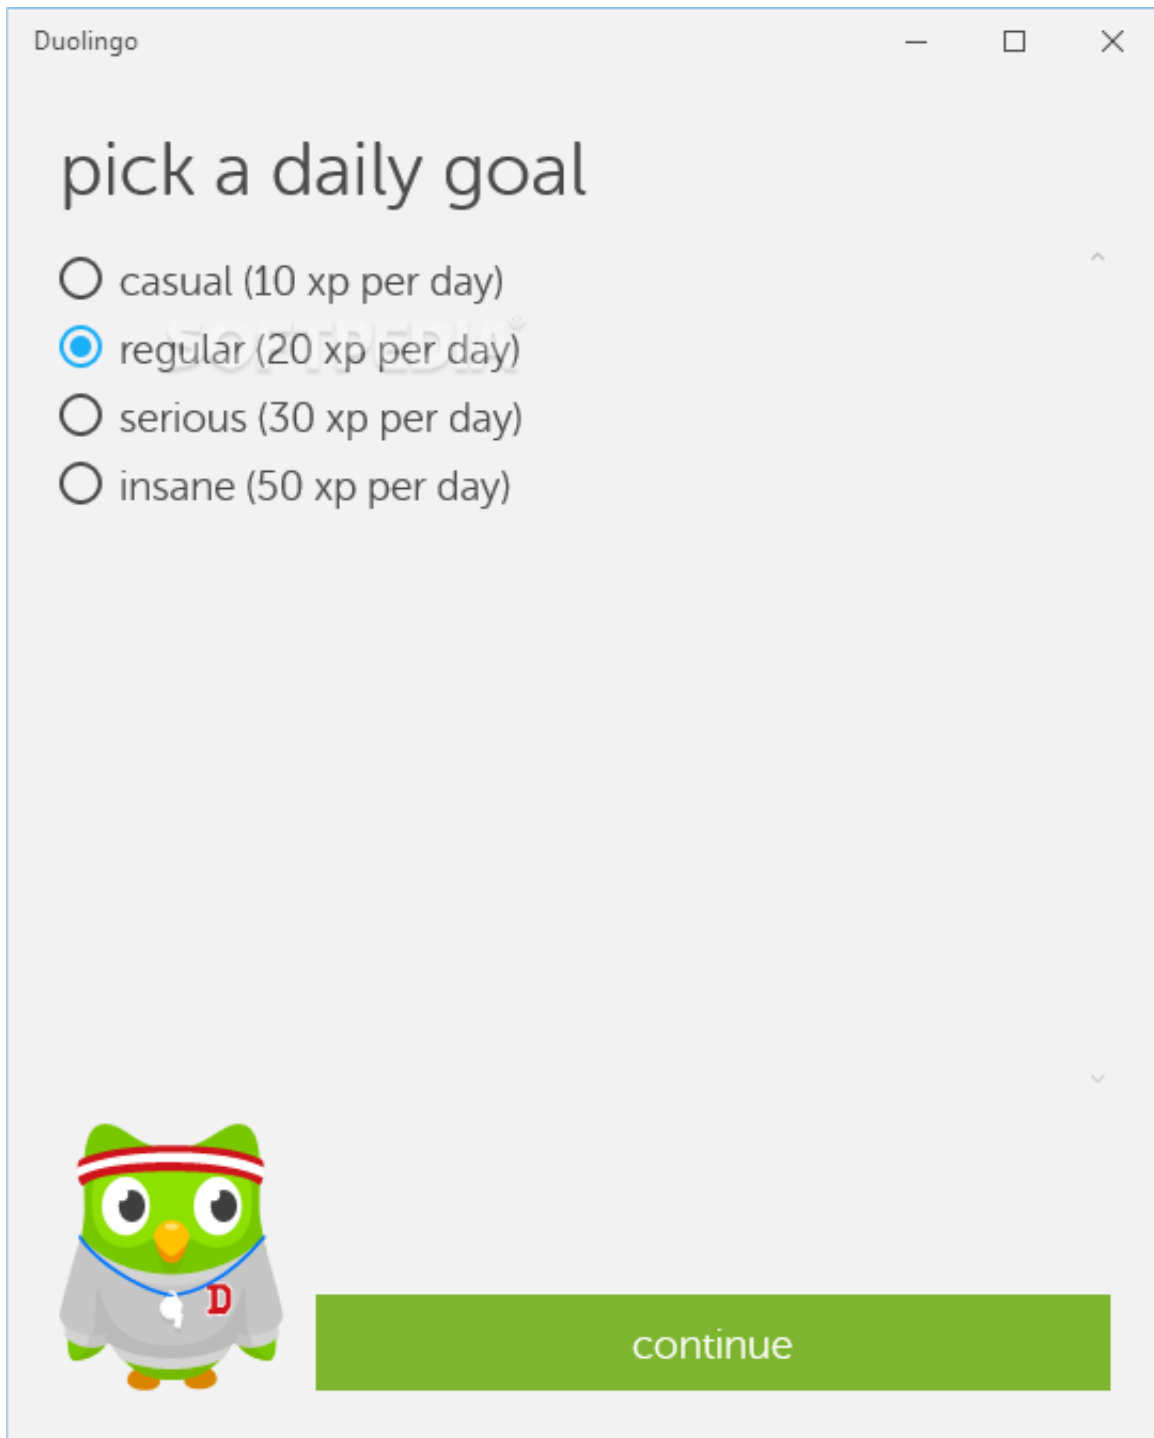 Duolingo
pick a daily goal
casual (10 xp per day)
regular (20 xp per day)
SOFTPEDIA®
serious (30 xp per day)
insane (50 xp per day)
D
continue